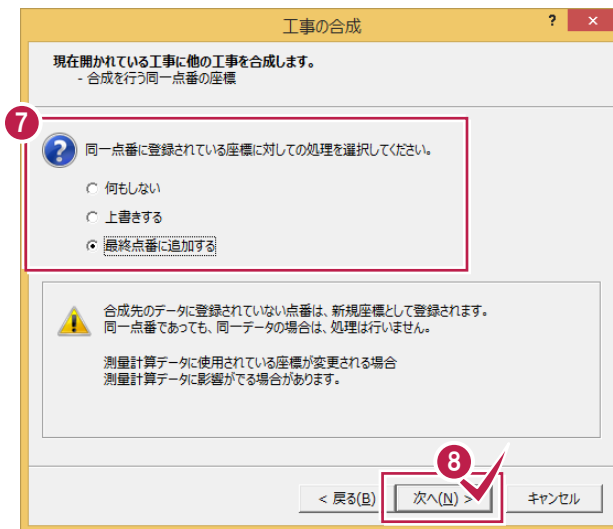 工事の合成
?
×
現在開かれている工事に他の工事を合成します。
- 合成を行う同一点番の座標
7
?
同一点番に登録されている座標に対しての処理を選択してください。
何もしない
上書きする
最終点番に追加する
!
合成先のデータに登録されていない点番は、新規座標として登録されます。
同一点番であっても、同一データの場合は、処理は行いません。
測量計算データに使用されている座標が変更される場合
測量計算データに影響がでる場合があります。
8
< 戻る(B)
次へ(N) >
キャンセル